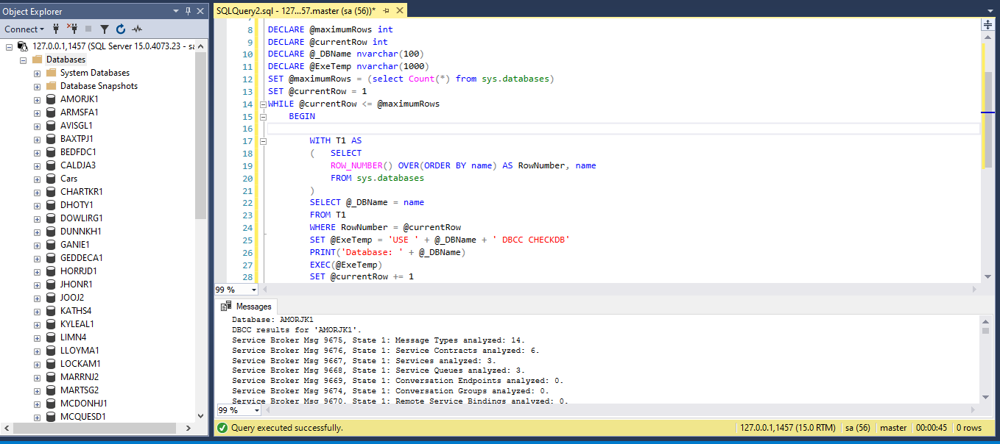 Object Explorer
Connect
127.0.0.1,1457 (SQL Server 15.0.4073.23 - sa
Databases
System Databases
Database Snapshots
AMORJK1
ARMSFA1
AVISGL1
BAXTPJ1
BEDFDC1
CALDJA3
Cars
CHARTKR1
DHOTY1
DOWLIRG1
DUNNKH1
GANIE1
GEDDECA1
HORRJD1
JHONR1
JOOJ2
KATHS4
KYLEAL1
LIMN4
LLOYMA1
LOCKAM1
MARRNJ2
MARTSG2
MCDONHJ1
MCQUESD1
SQLQuery2.sql - 127...57.master (sa (56))*
8 DECLARE @maximumRows int
9 DECLARE @currentRow int
10 DECLARE @_DBName nvarchar(100)
11 DECLARE @ExeTemp nvarchar(1000)
12 SET @maximumRows = (select Count(*) from sys.databases)
13 SET @currentRow = 1
14 WHILE @currentRow <= @maximumRows
15 BEGIN
16
17 WITH T1 AS
18 ( SELECT
19 ROW_NUMBER() OVER(ORDER BY name) AS RowNumber, name
20 FROM sys.databases
21 )
22 SELECT @_DBName = name
23 FROM T1
24 WHERE RowNumber = @currentRow
25 SET @ExeTemp = 'USE ' + @_DBName + ' DBCC CHECKDB'
26 PRINT('Database: ' + @_DBName)
27 EXEC(@ExeTemp)
28 SET @currentRow += 1
99 %
Messages
Database: AMORJK1
DBCC results for 'AMORJK1'.
Service Broker Msg 9675, State 1: Message Types analyzed: 14.
Service Broker Msg 9676, State 1: Service Contracts analyzed: 6.
Service Broker Msg 9667, State 1: Services analyzed: 3.
Service Broker Msg 9668, State 1: Service Queues analyzed: 3.
Service Broker Msg 9669, State 1: Conversation Endpoints analyzed: 0.
Service Broker Msg 9674, State 1: Conversation Groups analyzed: 0.
Service Broker Msg 9670, State 1: Remote Service Bindings analyzed: 0.
99 %
Query executed successfully.
127.0.0.1,1457 (15.0 RTM)
sa (56)
master
00:00:45
0 rows